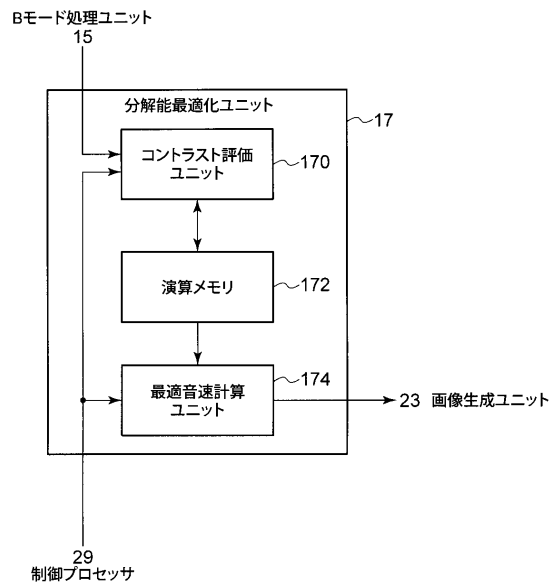 Bモード処理ユニット
15
分解能最適化ユニット
17
コントラスト評価
ユニット
170
演算メモリ
172
最適音速計算
ユニット
174
23 画像生成ユニット
29
制御プロセッサ